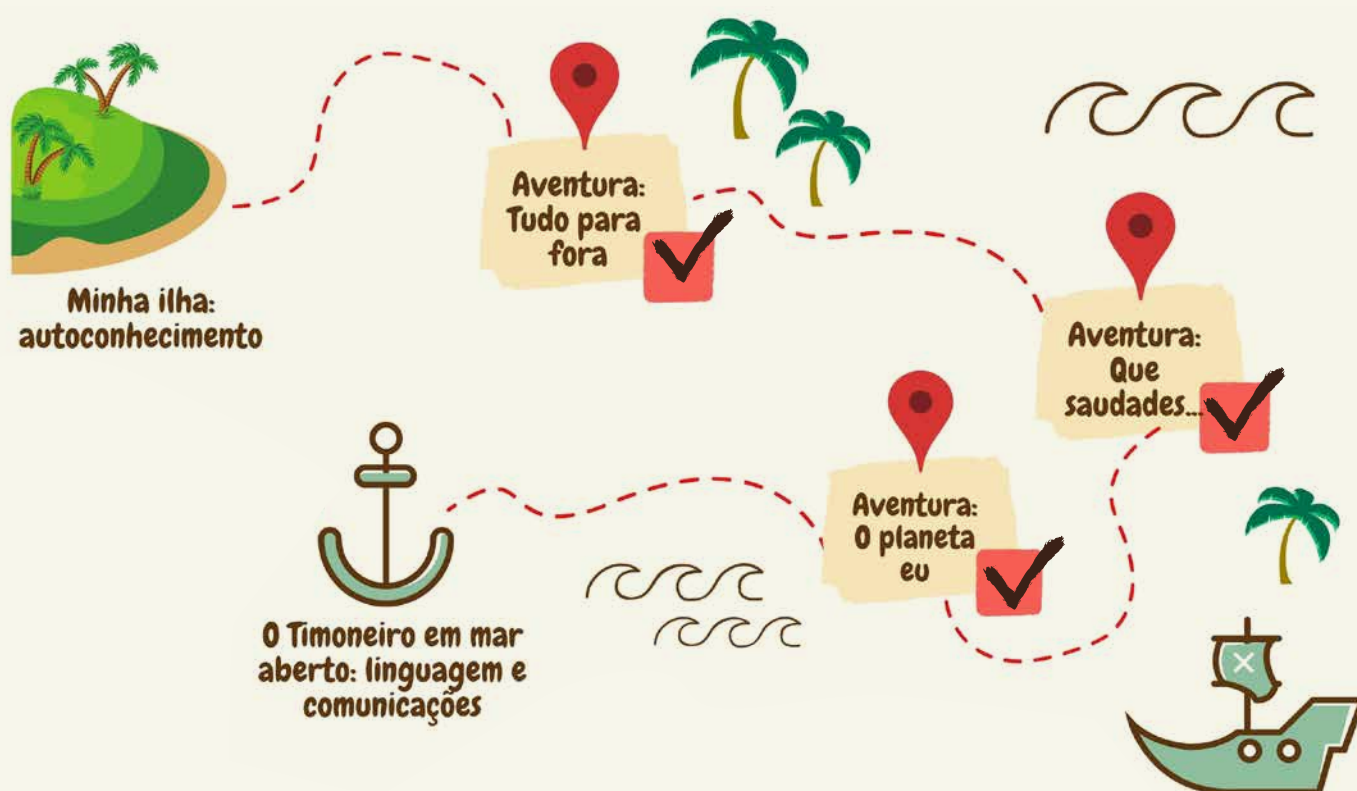 Minha ilha:
autoconhecimento
Aventura:
Tudo para
fora
Aventura:
Que
saudades...
Aventura:
O planeta
eu
O Timoneiro em mar
aberto: linguagem e
comunicações